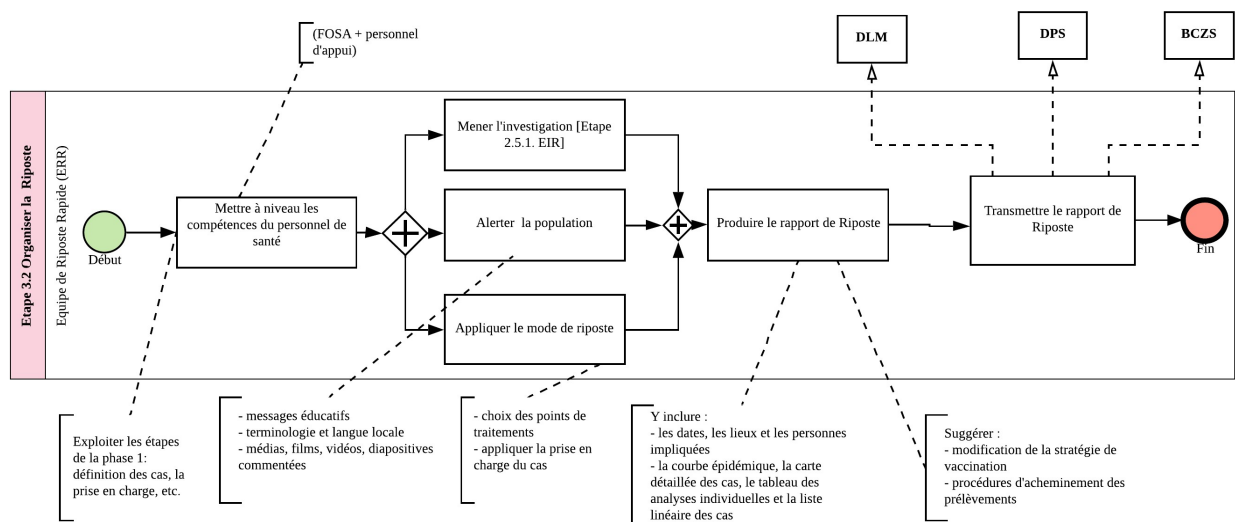 (FOSA + personnel
d'appui)
DLM
DPS
BCZS
Etape 3.2 Organiser la Riposte
Equipe de Riposte Rapide (ERR)
Début
Mettre à niveau les
compétences du personnel de
santé
Mener l'investigation [Etape
2.5.1. EIR]
Alerter la population
Appliquer le mode de riposte
Produire le rapport de Riposte
Transmettre le rapport de
Riposte
Fin
Exploiter les étapes
de la phase 1:
définition des cas, la
prise en charge, etc.
- messages éducatifs
- terminologie et langue locale
- médias, films, vidéos, diapositives
commentées
- choix des points de
traitements
- appliquer la prise en
charge du cas
Y inclure :
- les dates, les lieux et les personnes
impliquées
- la courbe épidémique, la carte
détaillée des cas, le tableau des
analyses individuelles et la liste
linéaire des cas
Suggérer :
- modification de la stratégie de
vaccination
- procédures d'acheminement des
prélèvements